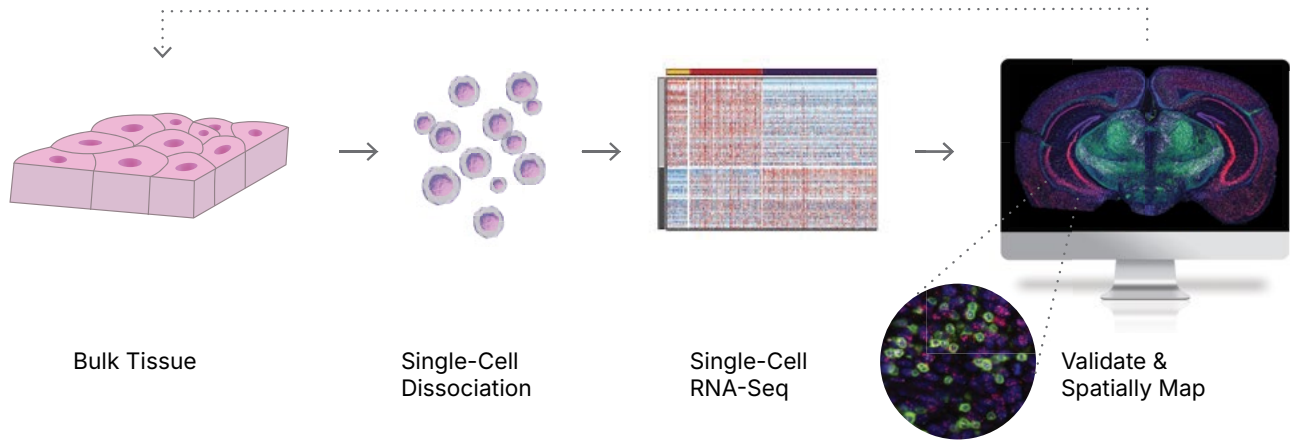 Bulk Tissue
Single-Cell
Dissociation
Single-Cell
RNA-Seq
Validate &
Spatially Map